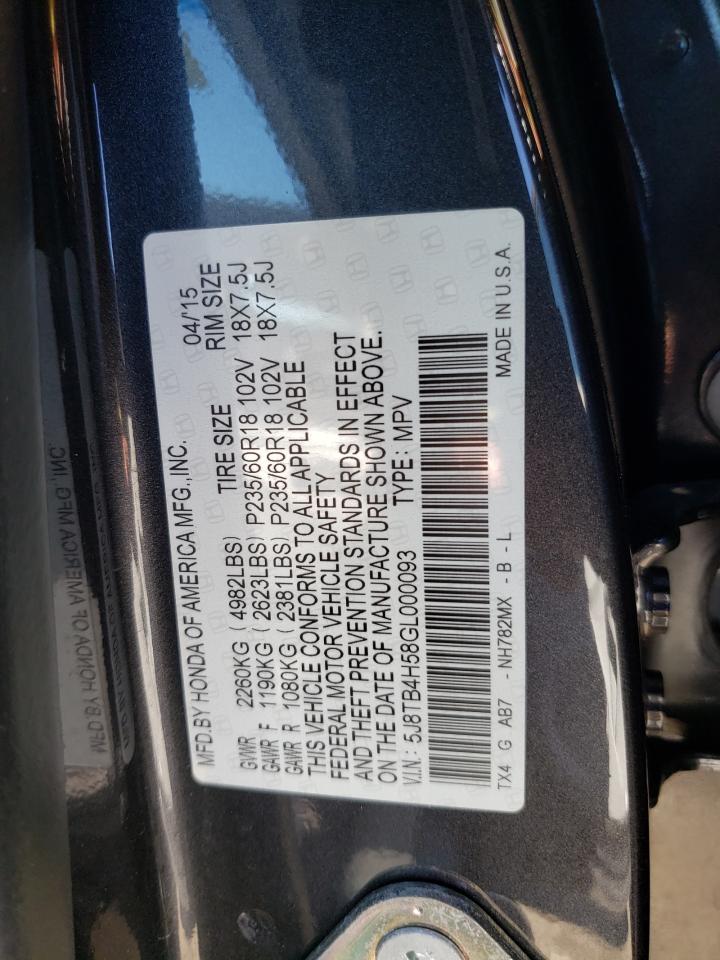 MFD.BY HONDA OF AMERICA MFG.,INC. 04/'15
TIRE SIZE RIM SIZE
GVWR 2260KG (4982LBS)
GAWR F 1190KG (2623LBS) P235/60R18 102V 18X7.5J
GAWR R 1080KG (2381LBS) P235/60R18 102V 18X7.5J
THIS VEHICLE CONFORMS TO ALL APPLICABLE
FEDERAL MOTOR VEHICLE SAFETY
AND THEFT PREVENTION STANDARDS IN EFFECT
ON THE DATE OF MANUFACTURE SHOWN ABOVE.
V.I.N.: 5J8TB4H58GL000093 TYPE: MPV
TX4 G AB7 -NH782MX -B-L MADE IN U.S.A.